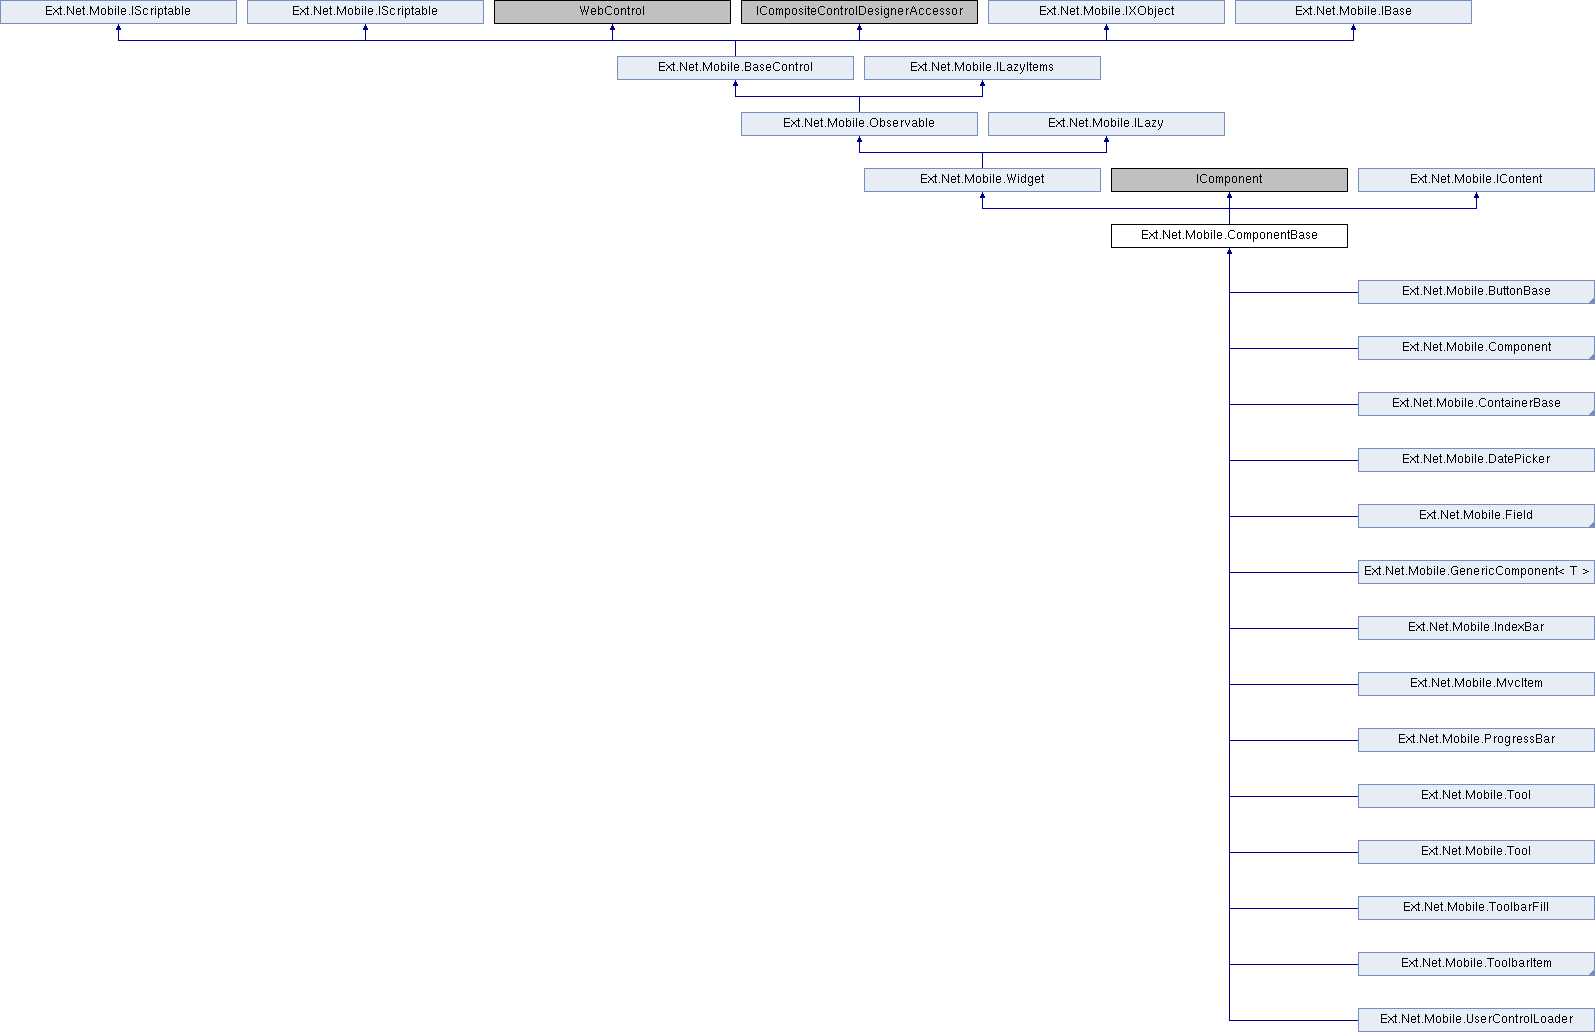 Ext.Net.Mobile.IScriptable
Ext.Net.Mobile.IScriptable
WebControl
ICompositeControlDesignerAccessor
Ext.Net.Mobile.IXObject
Ext.Net.Mobile.IBase
Ext.Net.Mobile.BaseControl
Ext.Net.Mobile.ILazyItems
Ext.Net.Mobile.Observable
Ext.Net.Mobile.ILazy
Ext.Net.Mobile.Widget
IComponent
Ext.Net.Mobile.IContent
Ext.Net.Mobile.ComponentBase
Ext.Net.Mobile.ButtonBase
Ext.Net.Mobile.Component
Ext.Net.Mobile.ContainerBase
Ext.Net.Mobile.DatePicker
Ext.Net.Mobile.Field
Ext.Net.Mobile.GenericComponent< T >
Ext.Net.Mobile.IndexBar
Ext.Net.Mobile.MvcItem
Ext.Net.Mobile.ProgressBar
Ext.Net.Mobile.Tool
Ext.Net.Mobile.Tool
Ext.Net.Mobile.ToolbarFill
Ext.Net.Mobile.ToolbarItem
Ext.Net.Mobile.UserControlLoader